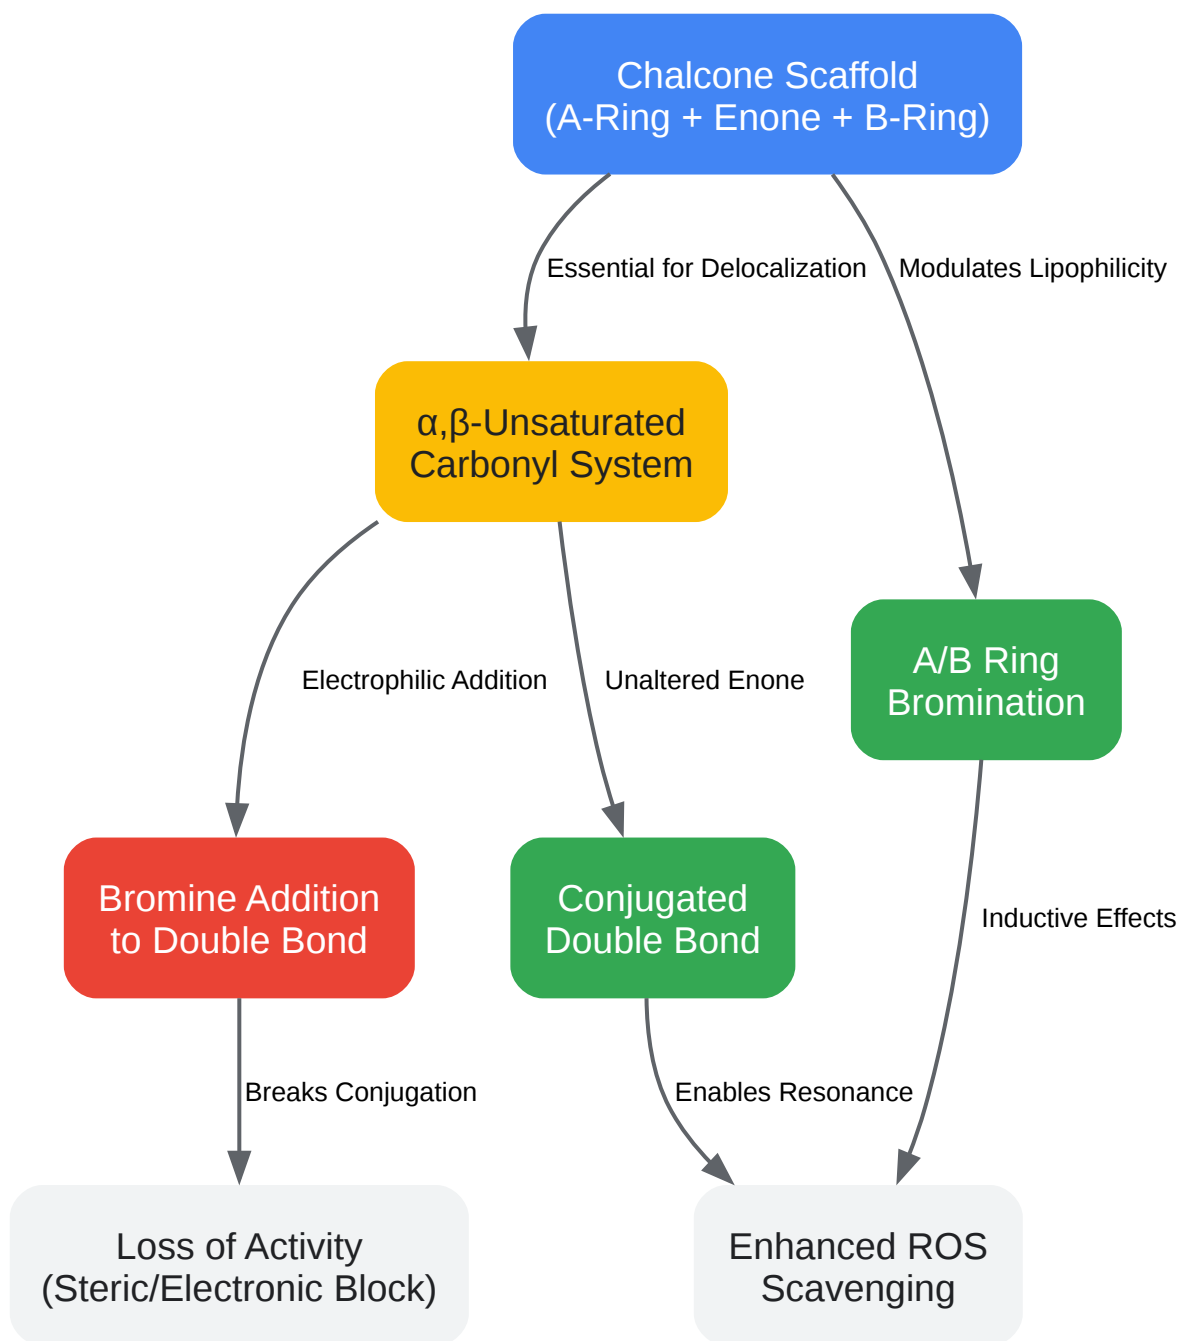 Chalcone Scaffold
(A-Ring + Enone + B-Ring)
Essential for Delocalization
Modulates Lipophilicity
α,β-Unsaturated
Carbonyl System
Electrophilic Addition
Unaltered Enone
A/B Ring
Bromination
Bromine Addition
to Double Bond
Conjugated
Double Bond
Inductive Effects
Breaks Conjugation
Enables Resonance
Loss of Activity
(Steric/Electronic Block)
Enhanced ROS
Scavenging